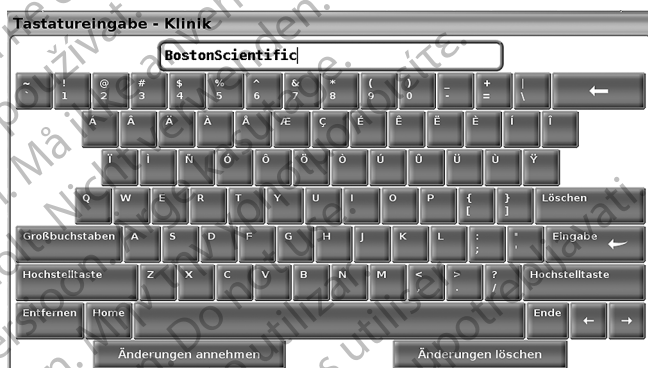 Tastatureingabe - Klinik
BostonScientific
~ ! @ # $ % ^ & * ( ) _ + |
` 1 2 3 4 5 6 7 8 9 0 - = \ ←
Á Â Ä À Å Æ Ç É Ê Ë È Í Î
Ï Ì Ñ Ó Ô Ö Ò Ú Û Ü Ù Ÿ
Q W E R T Y U I O P { } Löschen
[ ]
Großbuchstaben A S D F G H J K L : " Eingabe
; '
Hochstelltaste Z X C V B N M < > ? Hochstelltaste
, . /
Entfernen Home Ende ← →
Änderungen annehmen Änderungen löschen